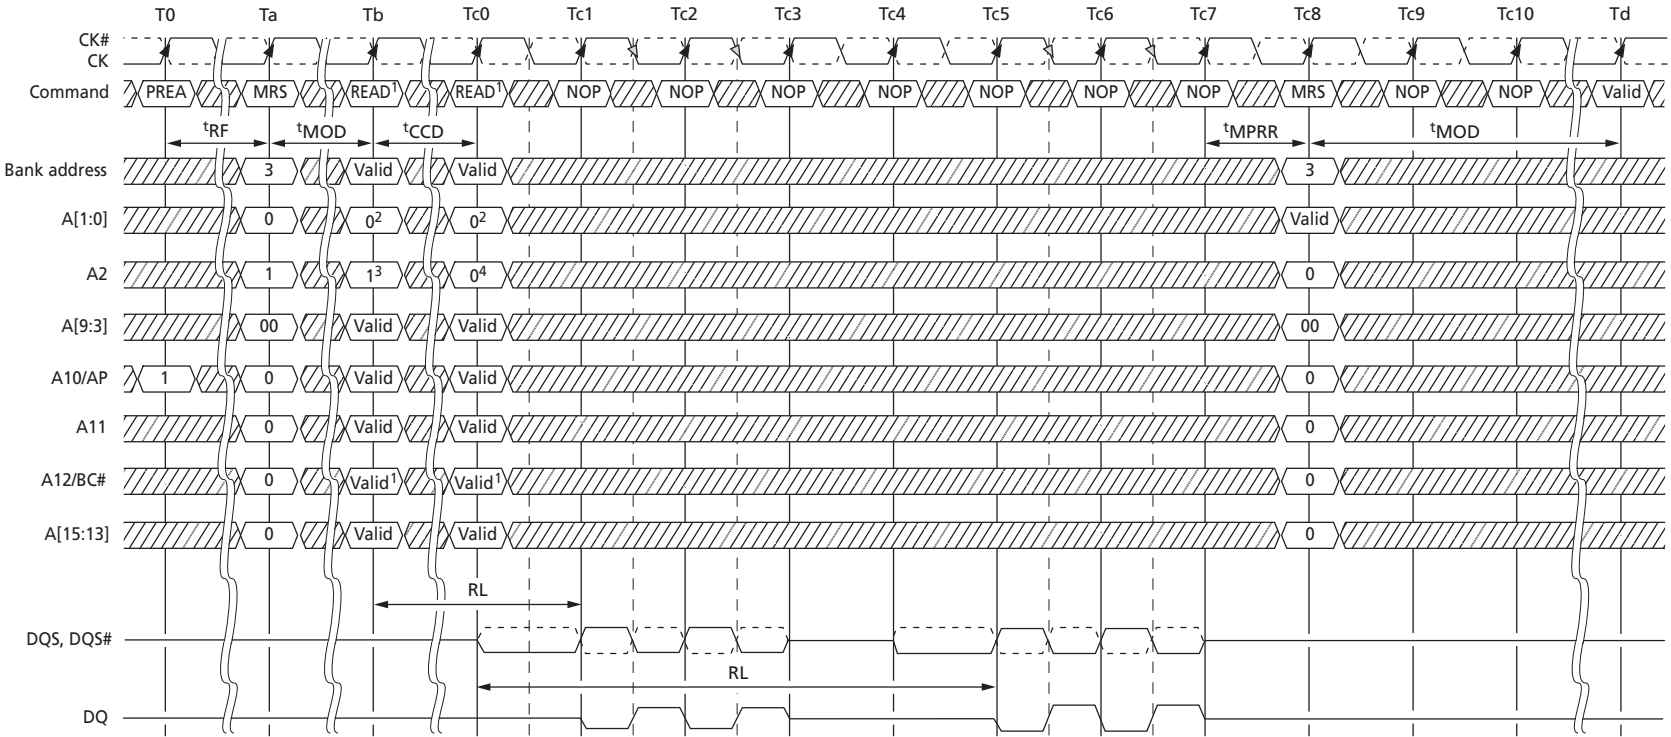 T0 Ta Tb Tc0 Tc1 Tc2 Tc3 Tc4 Tc5 Tc6 Tc7 Tc8 Tc9 Tc10 Td
CK#
CK
Command PREA MRS READ¹ READ¹ NOP NOP NOP NOP NOP NOP NOP MRS NOP NOP Valid
tRF tMOD tCCD tMPRR tMOD
Bank address 3 Valid Valid 3
A[1:0] 0 0² 0² Valid
A2 1 1³ 0⁴ 0
A[9:3] 00 Valid Valid 00
A10/AP 1 0 Valid Valid 0
A11 0 Valid Valid 0
A12/BC# 0 Valid¹ Valid¹ 0
A[15:13] 0 Valid Valid 0
RL
DQS, DQS#
RL
DQ